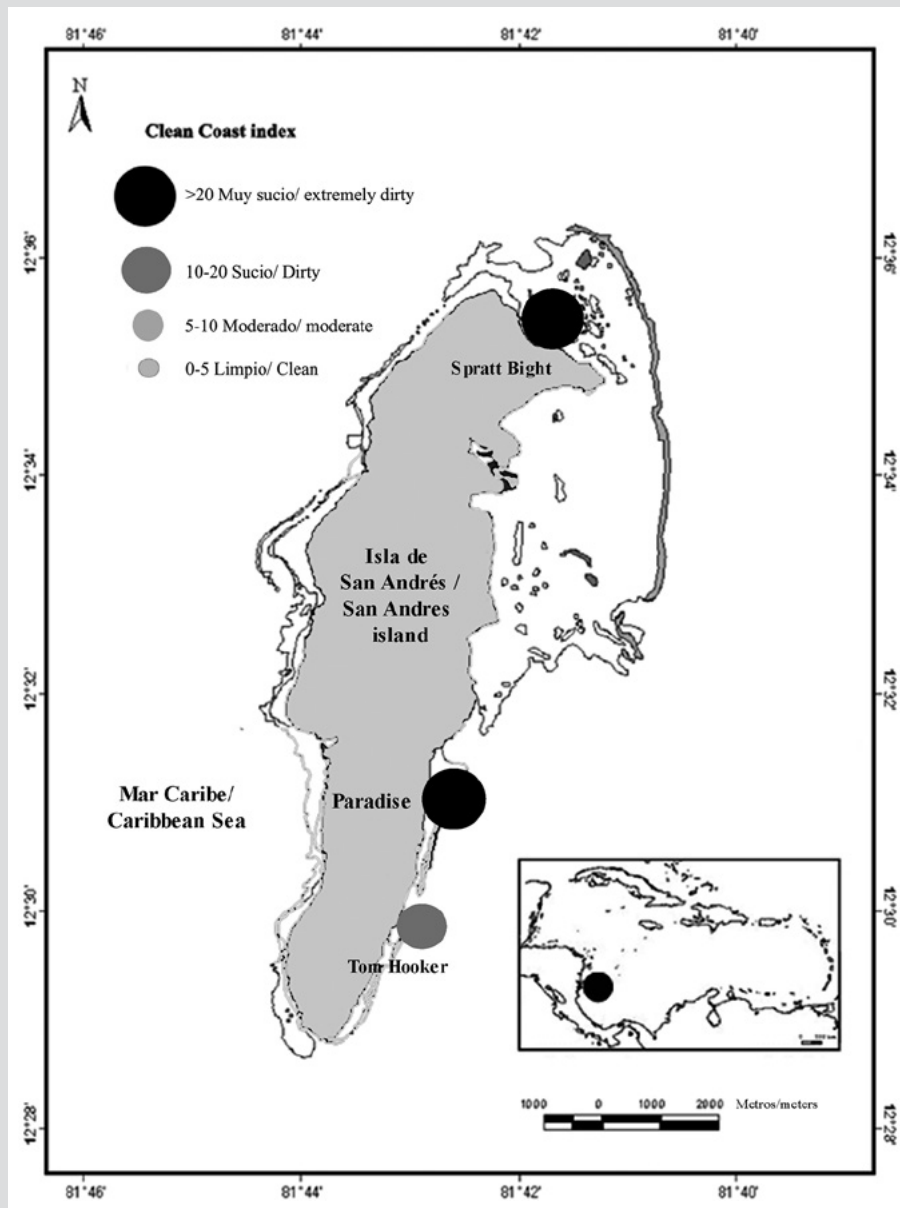 81°46'
81°44'
81°42'
81°40'
N
Clean Coast index
>20 Muy sucio/ extremely dirty
10-20 Sucio/ Dirty
5-10 Moderado/ moderate
0-5 Limpio/ Clean
12°36'
12°36'
Spratt Bight
12°34'
12°34'
Isla de
San Andrés /
San Andres
island
12°32'
12°32'
Mar Caribe/
Caribbean Sea
Paradise
12°30'
12°30'
Tom Hooker
1000 0 1000 2000 Metros/meters
12°28'
12°28'
81°46'
81°44'
81°42'
81°40'